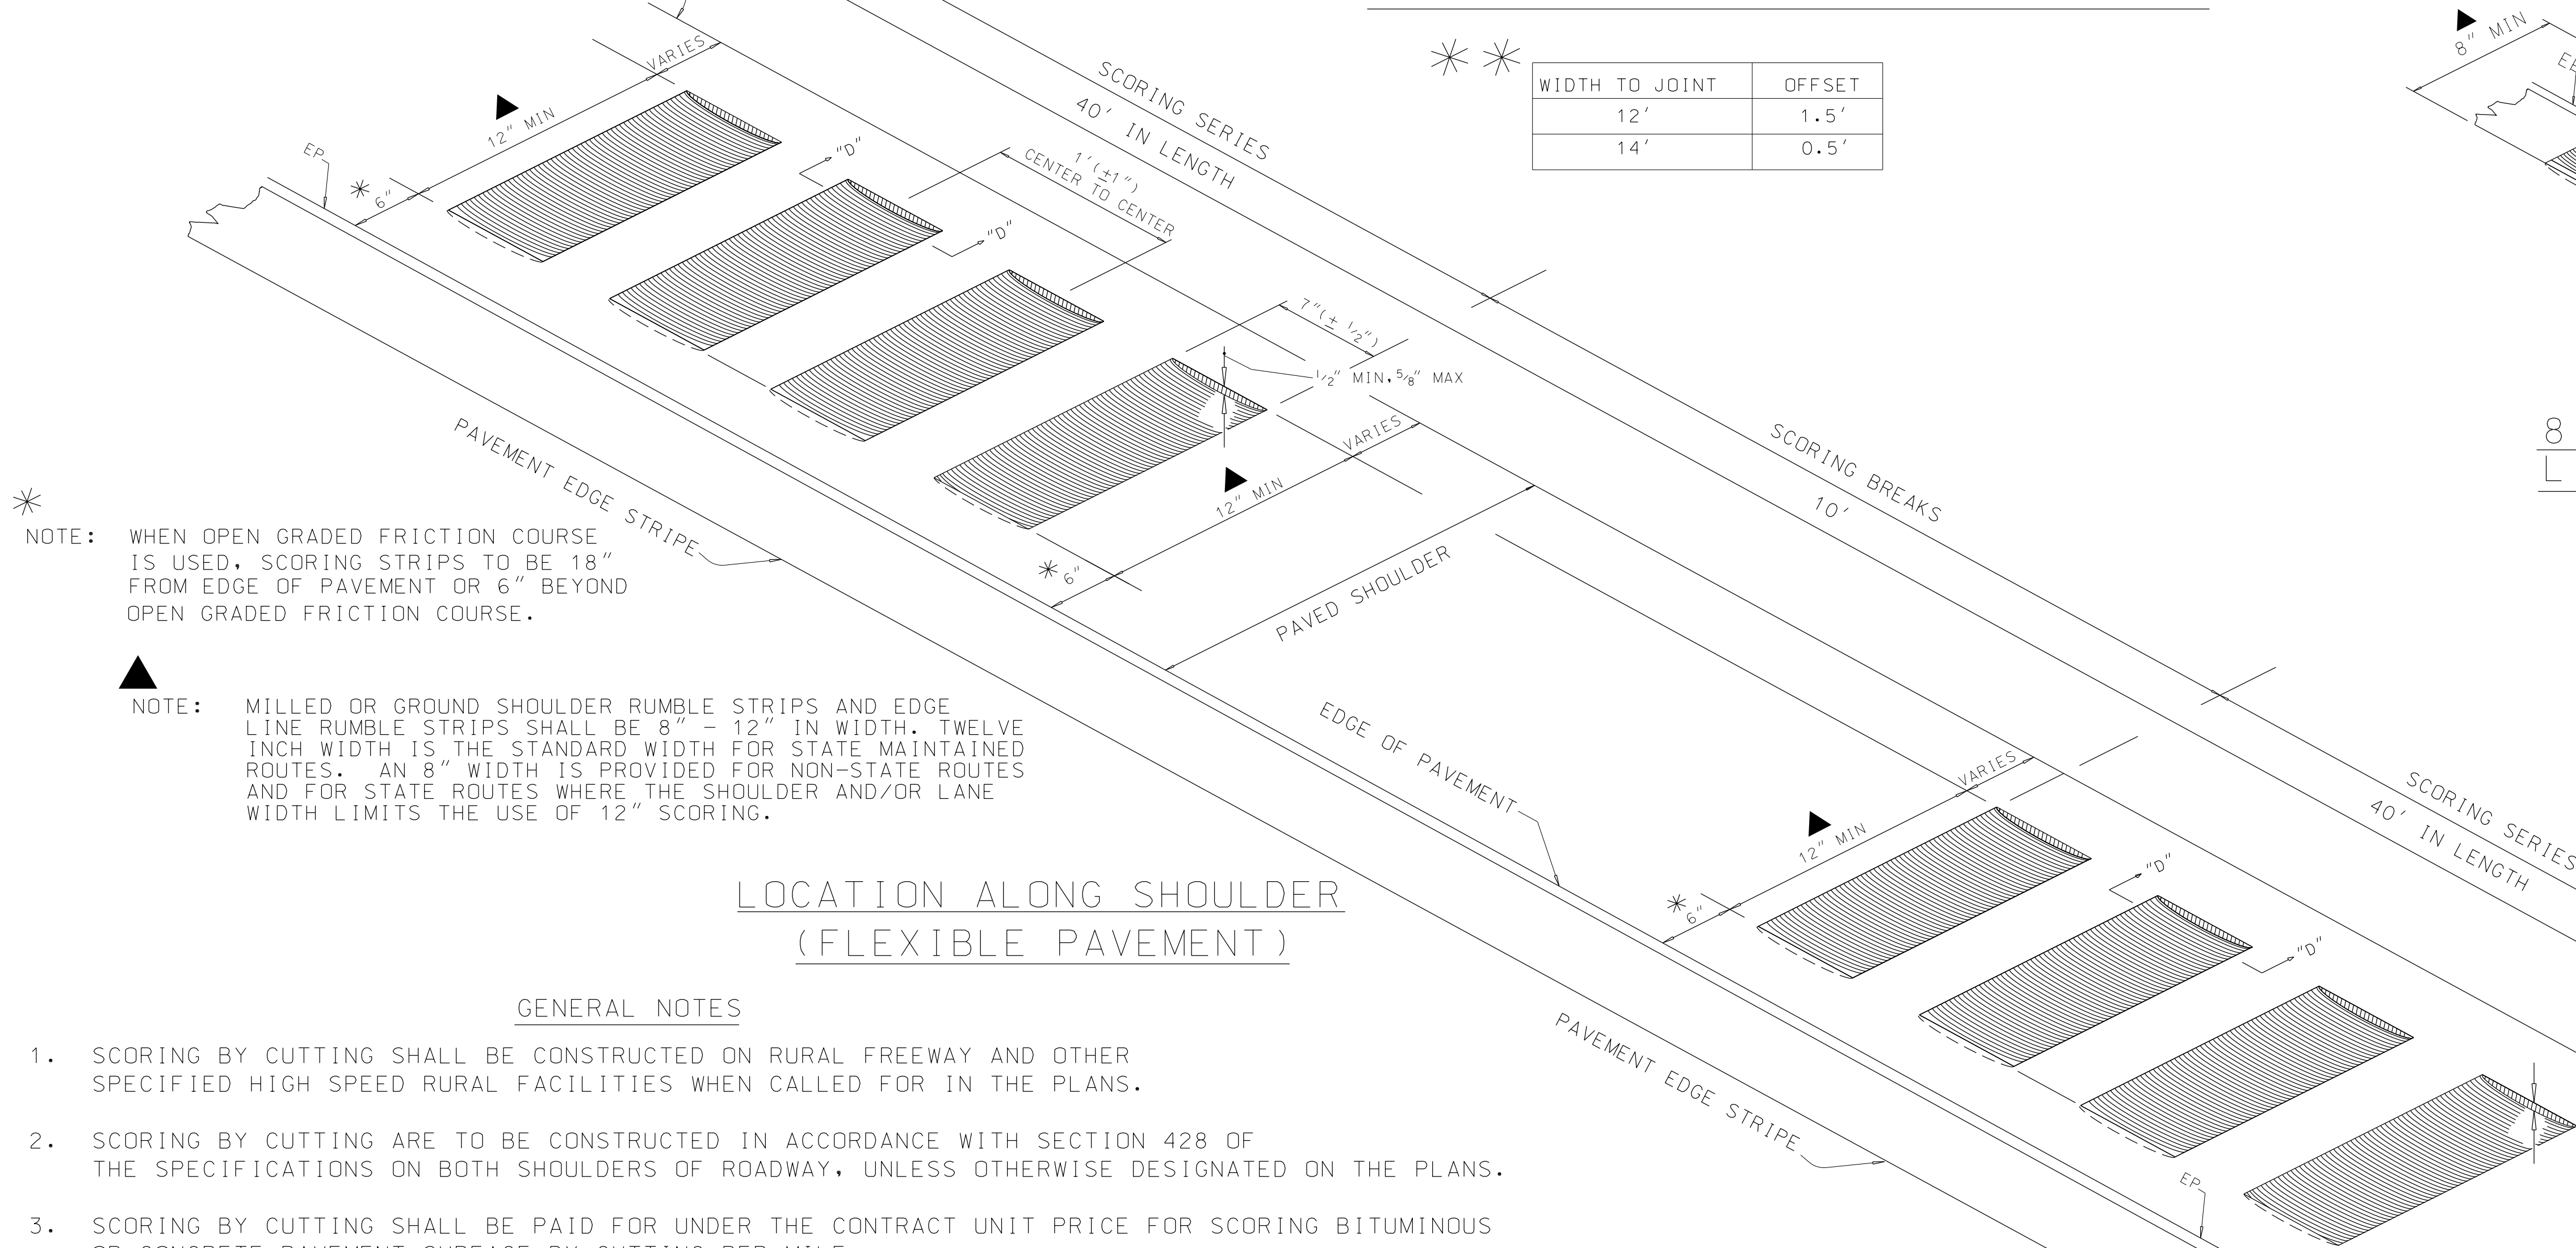 VARIES
12" MIN
EP
* 6"
"D"
"D"
1' (±1")
CENTER TO CENTER
SCORING SERIES
40' IN LENGTH
* *
WIDTH TO JOINT OFFSET
12' 1.5'
14' 0.5'
8" MIN
7"(± 1/2")
1/2" MIN, 5/8" MAX
VARIES
12" MIN
* 6"
PAVED SHOULDER
SCORING BREAKS
10'
8
L
PAVEMENT EDGE STRIPE
*
NOTE: WHEN OPEN GRADED FRICTION COURSE
IS USED, SCORING STRIPS TO BE 18"
FROM EDGE OF PAVEMENT OR 6" BEYOND
OPEN GRADED FRICTION COURSE.
NOTE: MILLED OR GROUND SHOULDER RUMBLE STRIPS AND EDGE
LINE RUMBLE STRIPS SHALL BE 8" - 12" IN WIDTH. TWELVE
INCH WIDTH IS THE STANDARD WIDTH FOR STATE MAINTAINED
ROUTES. AN 8" WIDTH IS PROVIDED FOR NON-STATE ROUTES
AND FOR STATE ROUTES WHERE THE SHOULDER AND/OR LANE
WIDTH LIMITS THE USE OF 12" SCORING.
EDGE OF PAVEMENT
VARIES
12" MIN
* 6"
"D"
"D"
SCORING SERIES
40' IN LENGTH
PAVEMENT EDGE STRIPE
EP
LOCATION ALONG SHOULDER
(FLEXIBLE PAVEMENT)
GENERAL NOTES
1. SCORING BY CUTTING SHALL BE CONSTRUCTED ON RURAL FREEWAY AND OTHER
SPECIFIED HIGH SPEED RURAL FACILITIES WHEN CALLED FOR IN THE PLANS.
2. SCORING BY CUTTING ARE TO BE CONSTRUCTED IN ACCORDANCE WITH SECTION 428 OF
THE SPECIFICATIONS ON BOTH SHOULDERS OF ROADWAY, UNLESS OTHERWISE DESIGNATED ON THE PLANS.
3. SCORING BY CUTTING SHALL BE PAID FOR UNDER THE CONTRACT UNIT PRICE FOR SCORING BITUMINOUS